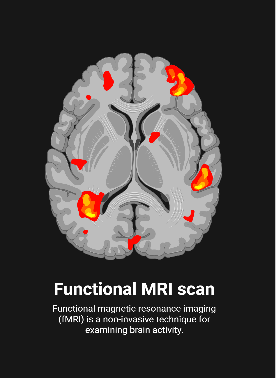 Functional MRI scan
Functional magnetic resonance imaging
(fMRI) is a non-invasive technique for
examining brain activity.